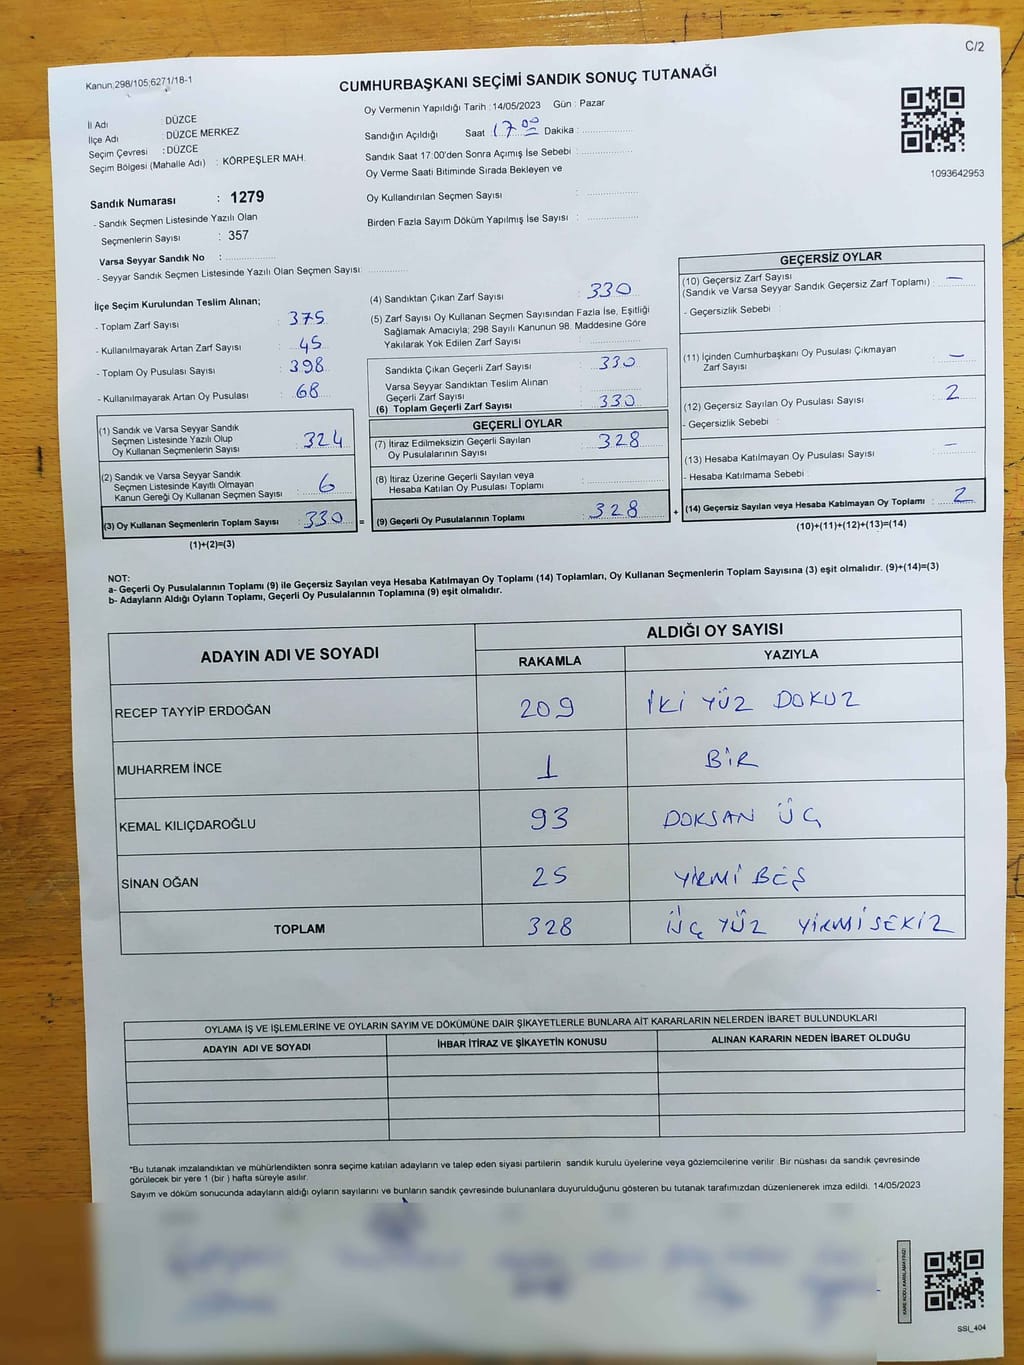 C/2
Kanun;298/105;6271/18-1
CUMHURBAŞKANI SEÇİMİ SANDIK SONUÇ TUTANAĞI
1093642953
İl Adı : DÜZCE
İlçe Adı : DÜZCE MERKEZ
Seçim Çevresi : DÜZCE
Seçim Bölgesi (Mahalle Adı) : KÖRPEŞLER MAH.
Sandık Numarası : 1279
- Sandık Seçmen Listesinde Yazılı Olan
Seçmenlerin Sayısı : 357
Varsa Seyyar Sandık No :
- Seyyar Sandık Seçmen Listesinde Yazılı Olan Seçmen Sayısı:
Oy Vermenin Yapıldığı Tarih : 14/05/2023 Gün : Pazar
Sandığın Açıldığı Saat 17 00 Dakika :
Sandık Saat 17:00'den Sonra Açımış İse Sebebi :
Oy Verme Saati Bitiminde Sırada Bekleyen ve
Oy Kullandırılan Seçmen Sayısı :
Birden Fazla Sayım Döküm Yapılmış İse Sayısı :
İlçe Seçim Kurulundan Teslim Alınan;
- Toplam Zarf Sayısı : 375
- Kullanılmayarak Artan Zarf Sayısı : 45
- Toplam Oy Pusulası Sayısı : 398
- Kullanılmayarak Artan Oy Pusulası : 68
(1) Sandık ve Varsa Seyyar Sandık
Seçmen Listesinde Yazılı Olup
Oy Kullanan Seçmenlerin Sayısı : 324
(2) Sandık ve Varsa Seyyar Sandık
Seçmen Listesinde Kayıtlı Olmayan
Kanun Gereği Oy Kullanan Seçmen Sayısı : 6
(3) Oy Kullanan Seçmenlerin Toplam Sayısı : 330
(1)+(2)=(3)
=
(4) Sandıktan Çıkan Zarf Sayısı : 330
(5) Zarf Sayısı Oy Kullanan Seçmen Sayısından Fazla İse, Eşitliği
Sağlamak Amacıyla; 298 Sayılı Kanunun 98. Maddesine Göre
Yakılarak Yok Edilen Zarf Sayısı :
Sandıkta Çıkan Geçerli Zarf Sayısı : 330
Varsa Seyyar Sandıktan Teslim Alınan
Geçerli Zarf Sayısı :
(6) Toplam Geçerli Zarf Sayısı : 330
GEÇERLİ OYLAR
(7) İtiraz Edilmeksizin Geçerli Sayılan
Oy Pusulalarının Sayısı : 328
(8) İtiraz Üzerine Geçerli Sayılan veya
Hesaba Katılan Oy Pusulası Toplamı :
(9) Geçerli Oy Pusulalarının Toplamı : 328
+
GEÇERSİZ OYLAR
(10) Geçersiz Zarf Sayısı
(Sandık ve Varsa Seyyar Sandık Geçersiz Zarf Toplamı) : —
- Geçersizlik Sebebi :
(11) İçinden Cumhurbaşkanı Oy Pusulası Çıkmayan
Zarf Sayısı : —
(12) Geçersiz Sayılan Oy Pusulası Sayısı : 2
- Geçersizlik Sebebi :
(13) Hesaba Katılmayan Oy Pusulası Sayısı : —
- Hesaba Katılmama Sebebi :
(14) Geçersiz Sayılan veya Hesaba Katılmayan Oy Toplamı : 2
(10)+(11)+(12)+(13)=(14)
NOT:
a- Geçerli Oy Pusulalarının Toplamı (9) ile Geçersiz Sayılan veya Hesaba Katılmayan Oy Toplamı (14) Toplamları, Oy Kullanan Seçmenlerin Toplam Sayısına (3) eşit olmalıdır. (9)+(14)=(3)
b- Adayların Aldığı Oyların Toplamı, Geçerli Oy Pusulalarının Toplamına (9) eşit olmalıdır.
ADAYIN ADI VE SOYADI
ALDIĞI OY SAYISI
RAKAMLA YAZIYLA
RECEP TAYYİP ERDOĞAN 209 İKİ YÜZ DOKUZ
MUHARREM İNCE 1 BİR
KEMAL KILIÇDAROĞLU 93 DOKSAN ÜÇ
SİNAN OĞAN 25 YİRMİ BEŞ
TOPLAM 328 ÜÇ YÜZ YİRMİSEKİZ
OYLAMA İŞ VE İŞLEMLERİNE VE OYLARIN SAYIM VE DÖKÜMÜNE DAİR ŞİKAYETLERLE BUNLARA AİT KARARLARIN NELERDEN İBARET BULUNDUKLARI
ADAYIN ADI VE SOYADI İHBAR İTİRAZ VE ŞİKAYETİN KONUSU ALINAN KARARIN NEDEN İBARET OLDUĞU
*Bu tutanak imzalandıktan ve mühürlendikten sonra seçime katılan adayların ve talep eden siyasi partilerin sandık kurulu üyelerine veya gözlemcilerine verilir. Bir nüshası da sandık çevresinde
görülecek bir yere 1 (bir ) hafta süreyle asılır.
Sayım ve döküm sonucunda adayların aldığı oyların sayılarını ve bunların sandık çevresinde bulunanlara duyurulduğunu gösteren bu tutanak tarafımızdan düzenlenerek imza edildi. 14/05/2023
SSI_404